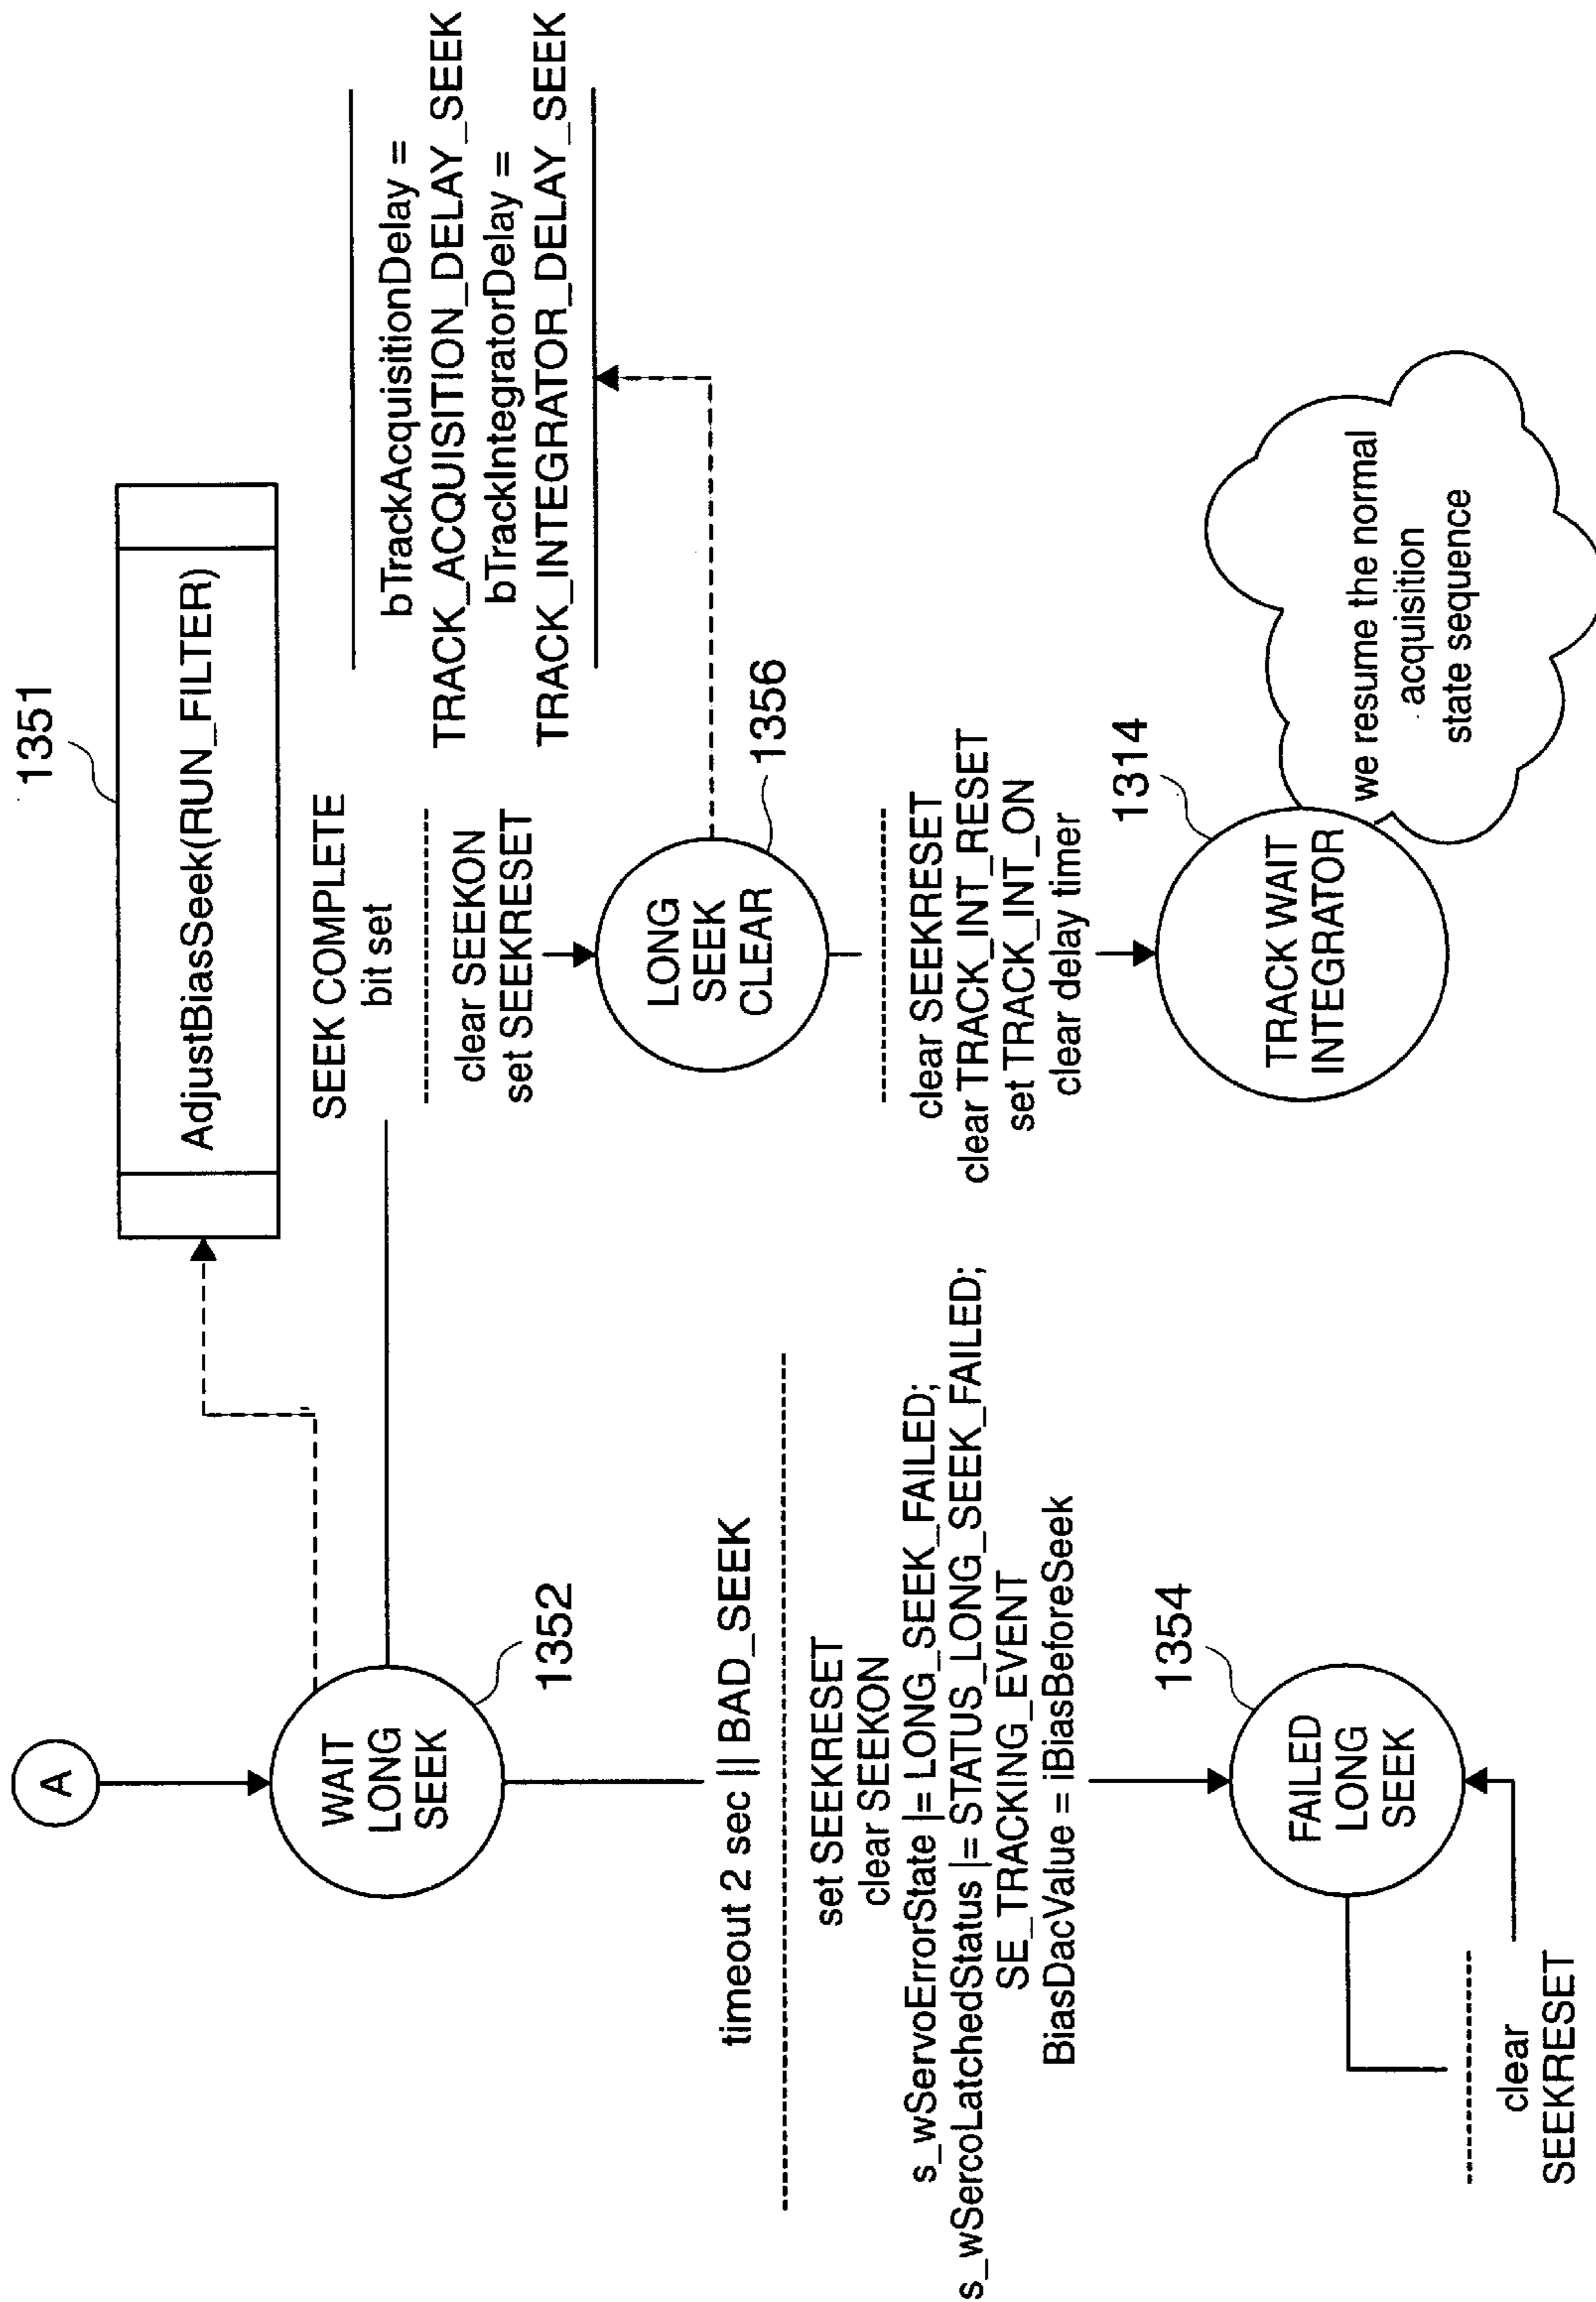 A
WAIT
LONG
SEEK
1352
1351
AdjustBiasSeek(RUN_FILTER)
SEEK COMPLETE
bit set
clear SEEKON
set SEEKRESET
bTrackAcquisitionDelay =
TRACK_ACQUISITION_DELAY_SEEK
bTrackIntegratorDelay =
TRACK_INTEGRATOR_DELAY_SEEK
LONG
SEEK
CLEAR
1356
clear SEEKRESET
clear TRACK_INT_RESET
set TRACK_INT_ON
clear delay timer
TRACK WAIT
INTEGRATOR
1314
we resume the normal
acquisition
state sequence
timeout 2 sec || BAD_SEEK
set SEEKRESET
clear SEEKON
s_wServoErrorState |= LONG_SEEK_FAILED;
s_wSercoLatchedStatus |= STATUS_LONG_SEEK_FAILED;
SE_TRACKING_EVENT
BiasDacValue = iBiasBeforeSeek
FAILED
LONG
SEEK
1354
clear
SEEKRESET